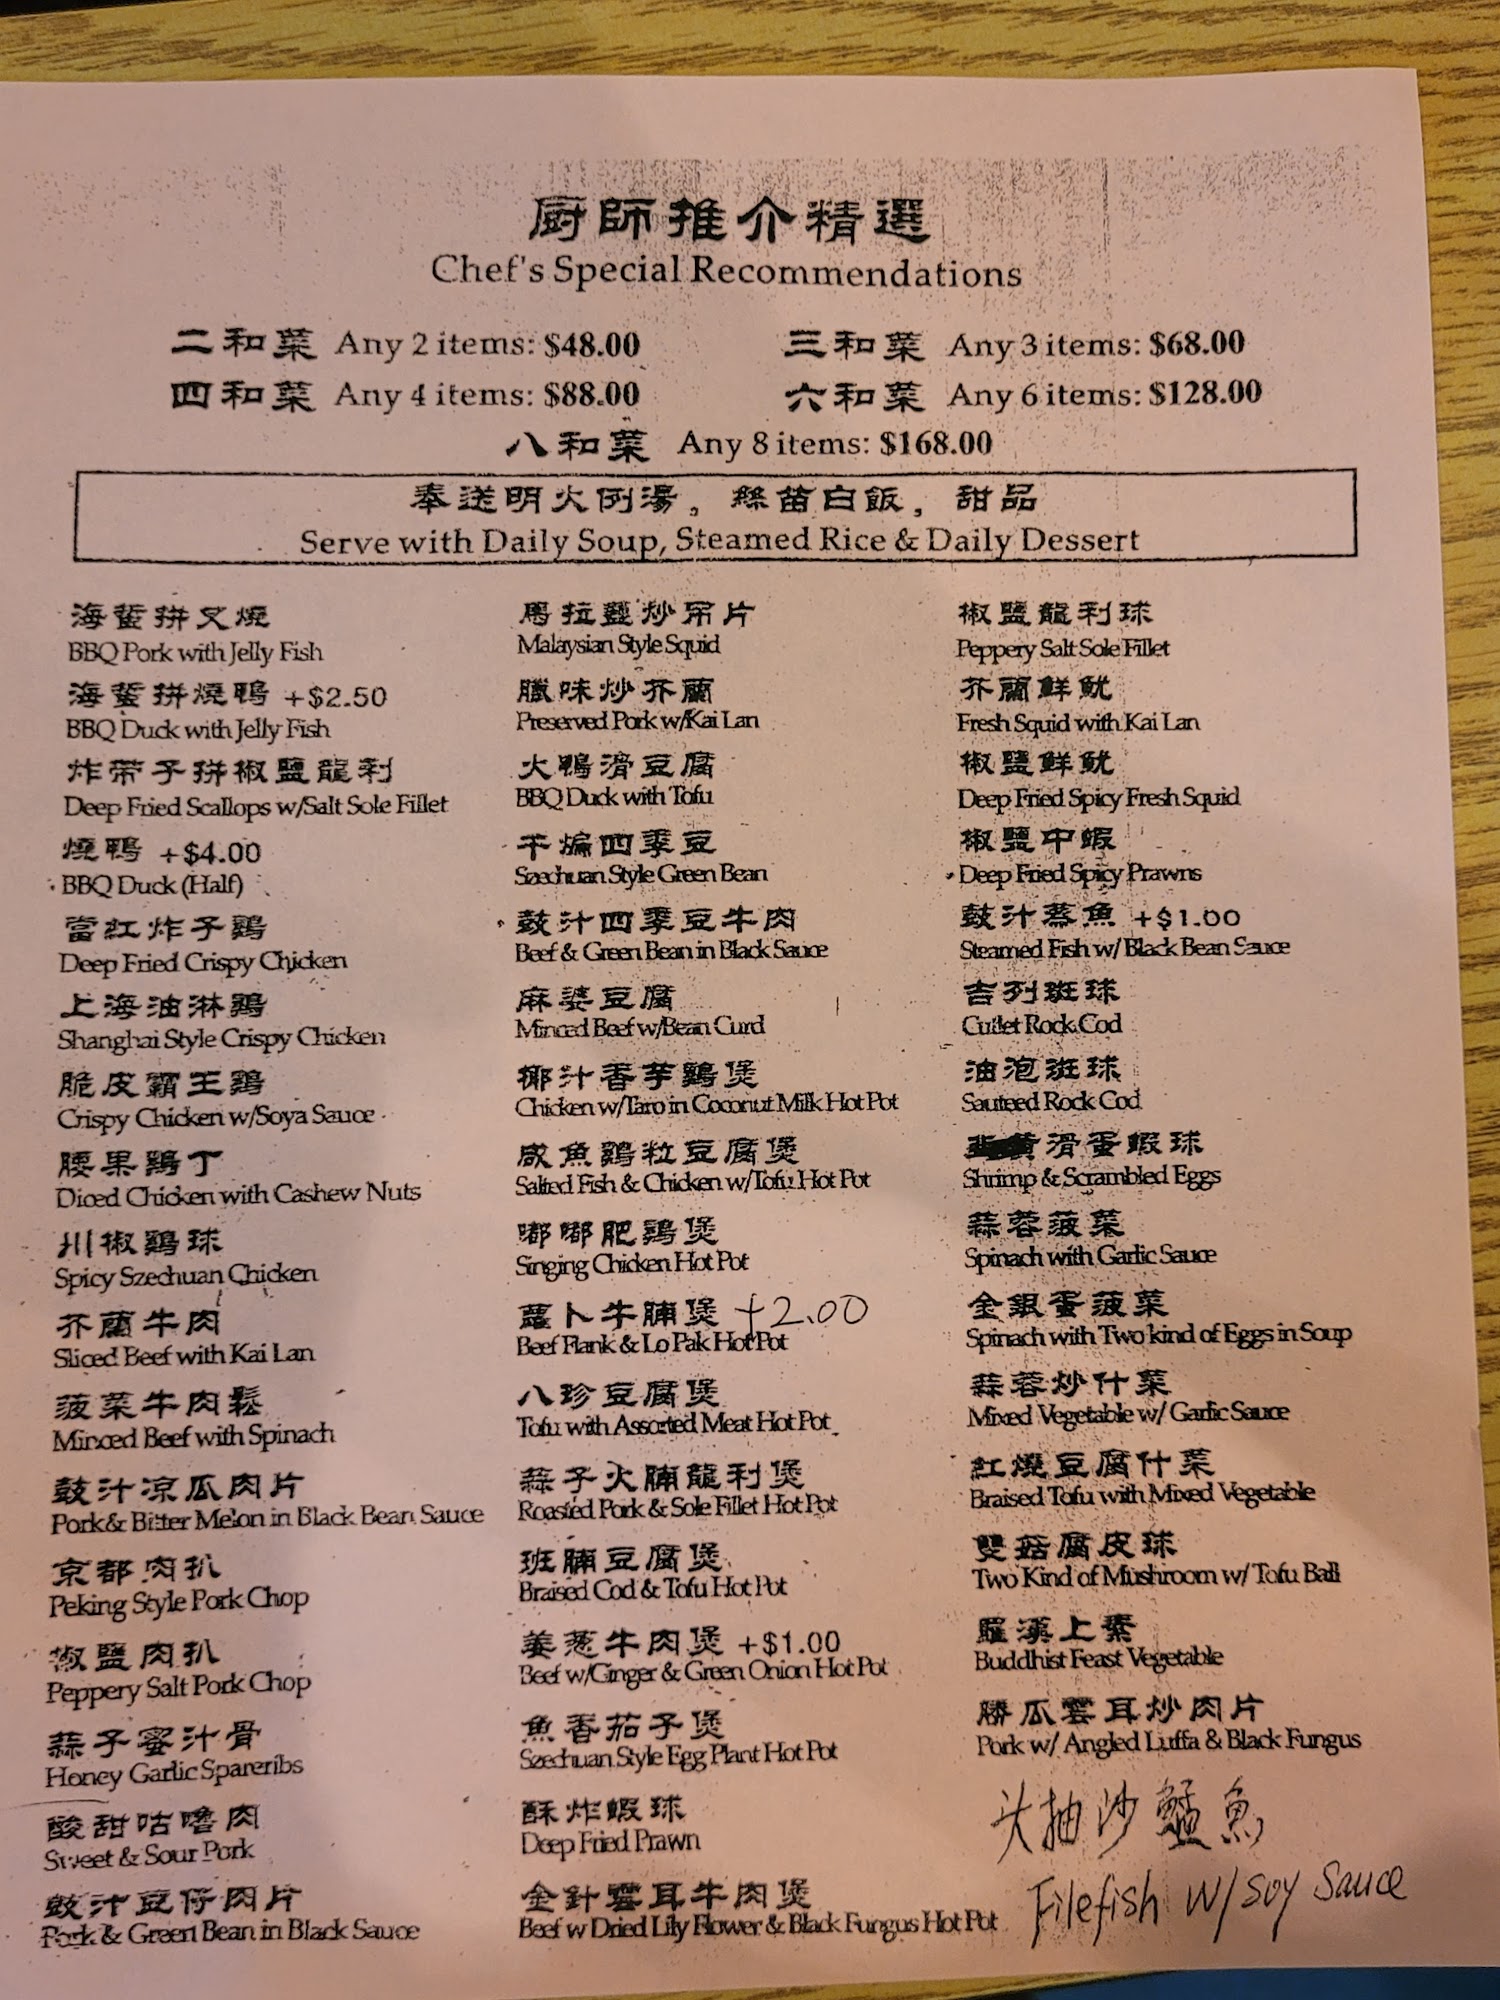 厨師推介精選
Chef's Special Recommendations
二和菜 Any 2 items: $48.00
三和菜 Any 3 items: $68.00
四和菜 Any 4 items: $88.00
六和菜 Any 6 items: $128.00
八和菜 Any 8 items: $168.00
奉送明火例湯，絲苗白飯，甜品
Serve with Daily Soup, Steamed Rice & Daily Dessert
海蜇拼叉燒
BBQ Pork with Jelly Fish
海蜇拼燒鴨 +$2.50
BBQ Duck with Jelly Fish
炸带子拼椒鹽龍利
Deep Fried Scallops w/Salt Sole Fillet
燒鴨 +$4.00
BBQ Duck (Half)
當紅炸子鷄
Deep Fried Crispy Chicken
上海油淋鷄
Shanghai Style Crispy Chicken
脆皮霸王鷄
Crispy Chicken w/Soya Sauce
腰果鷄丁
Diced Chicken with Cashew Nuts
川椒鷄球
Spicy Szechuan Chicken
芥蘭牛肉
Sliced Beef with Kai Lan
菠菜牛肉鬆
Minced Beef with Spinach
豉汁凉瓜肉片
Pork & Bitter Melon in Black Bean Sauce
京都肉扒
Peking Style Pork Chop
椒鹽肉扒
Peppery Salt Pork Chop
蒜子蜜汁骨
Honey Garlic Spareribs
酸甜咕嚕肉
Sweet & Sour Pork
豉汁豆仔肉片
Pork & Green Bean in Black Sauce
馬拉盞炒吊片
Malaysian Style Squid
臘味炒芥蘭
Preserved Pork w/Kai Lan
火鴨滑豆腐
BBQ Duck with Tofu
干煸四季豆
Szechuan Style Green Bean
豉汁四季豆牛肉
Beef & Green Bean in Black Sauce
麻婆豆腐
Minced Beef w/Bean Curd
椰汁香芋鷄煲
Chicken w/Taro in Coconut Milk Hot Pot
咸魚鷄粒豆腐煲
Salted Fish & Chicken w/Tofu Hot Pot
嘟嘟肥鷄煲
Singing Chicken Hot Pot
蘿卜牛腩煲 +2.00
Beef Flank & Lo Pak Hot Pot
八珍豆腐煲
Tofu with Assorted Meat Hot Pot
蒜子火腩龍利煲
Roasted Pork & Sole Fillet Hot Pot
班腩豆腐煲
Braised Cod & Tofu Hot Pot
姜葱牛肉煲 +$1.00
Beef w/Ginger & Green Onion Hot Pot
魚香茄子煲
Szechuan Style Egg Plant Hot Pot
酥炸蝦球
Deep Fried Prawn
金針雲耳牛肉煲
Beef w Dried Lily Flower & Black Fungus Hot Pot
椒鹽龍利球
Peppery Salt Sole Fillet
芥蘭鮮魷
Fresh Squid with Kai Lan
椒鹽鮮魷
Deep Fried Spicy Fresh Squid
椒鹽中蝦
Deep Fried Spicy Prawns
豉汁蒸魚 +$1.00
Steamed Fish w/ Black Bean Sauce
吉列斑球
Cutlet Rock Cod
油泡斑球
Sauteed Rock Cod
滑蛋蝦球
Shrimp & Scrambled Eggs
蒜蓉菠菜
Spinach with Garlic Sauce
金銀蛋菠菜
Spinach with Two kind of Eggs in Soup
蒜蓉炒什菜
Mixed Vegetable w/ Garlic Sauce
紅燒豆腐什菜
Braised Tofu with Mixed Vegetable
雙菇腐皮球
Two Kind of Mushroom w/ Tofu Ball
羅漢上素
Buddhist Feast Vegetable
勝瓜雲耳炒肉片
Pork w/ Angled Luffa & Black Fungus
头抽沙鯭魚
Filefish w/ soy sauce